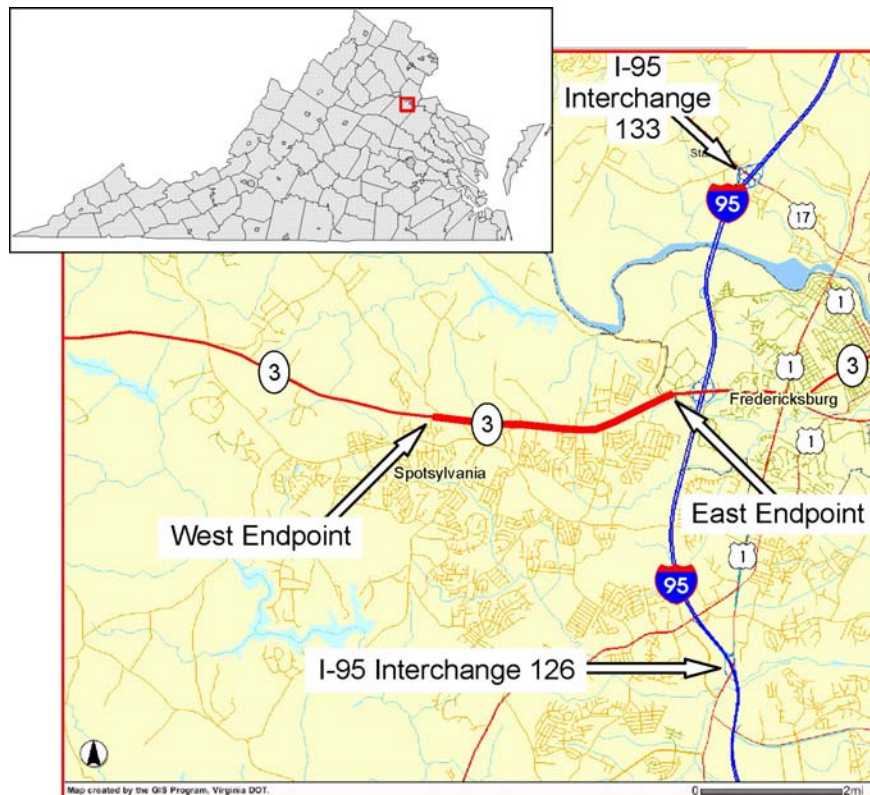 I-95
Interchange
133
95
17
1
3
3
1
Fredericksburg
3
1
Spotsylvania
West Endpoint
East Endpoint
1
95
I-95 Interchange 126
Map created by the GIS Program, Virginia DOT.
0
2mi